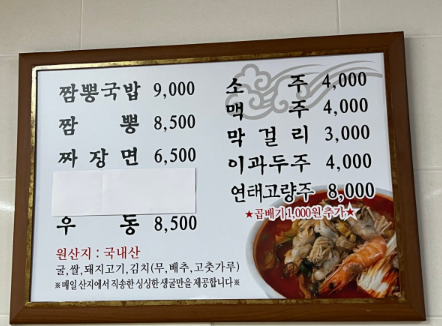 짬뽕국밥 9,000
짬 뽕 8,500
짜장면 6,500
우 동 8,500
원산지 : 국내산
굴,쌀,돼지고기,김치(무,배추,고춧가루)
※매일 산지에서 직송한 싱싱한 생굴만을 제공합니다※
소 주 4,000
맥 주 4,000
막걸리 3,000
이과두주 4,000
연태고량주 8,000
★곱빼기1,000원추가★